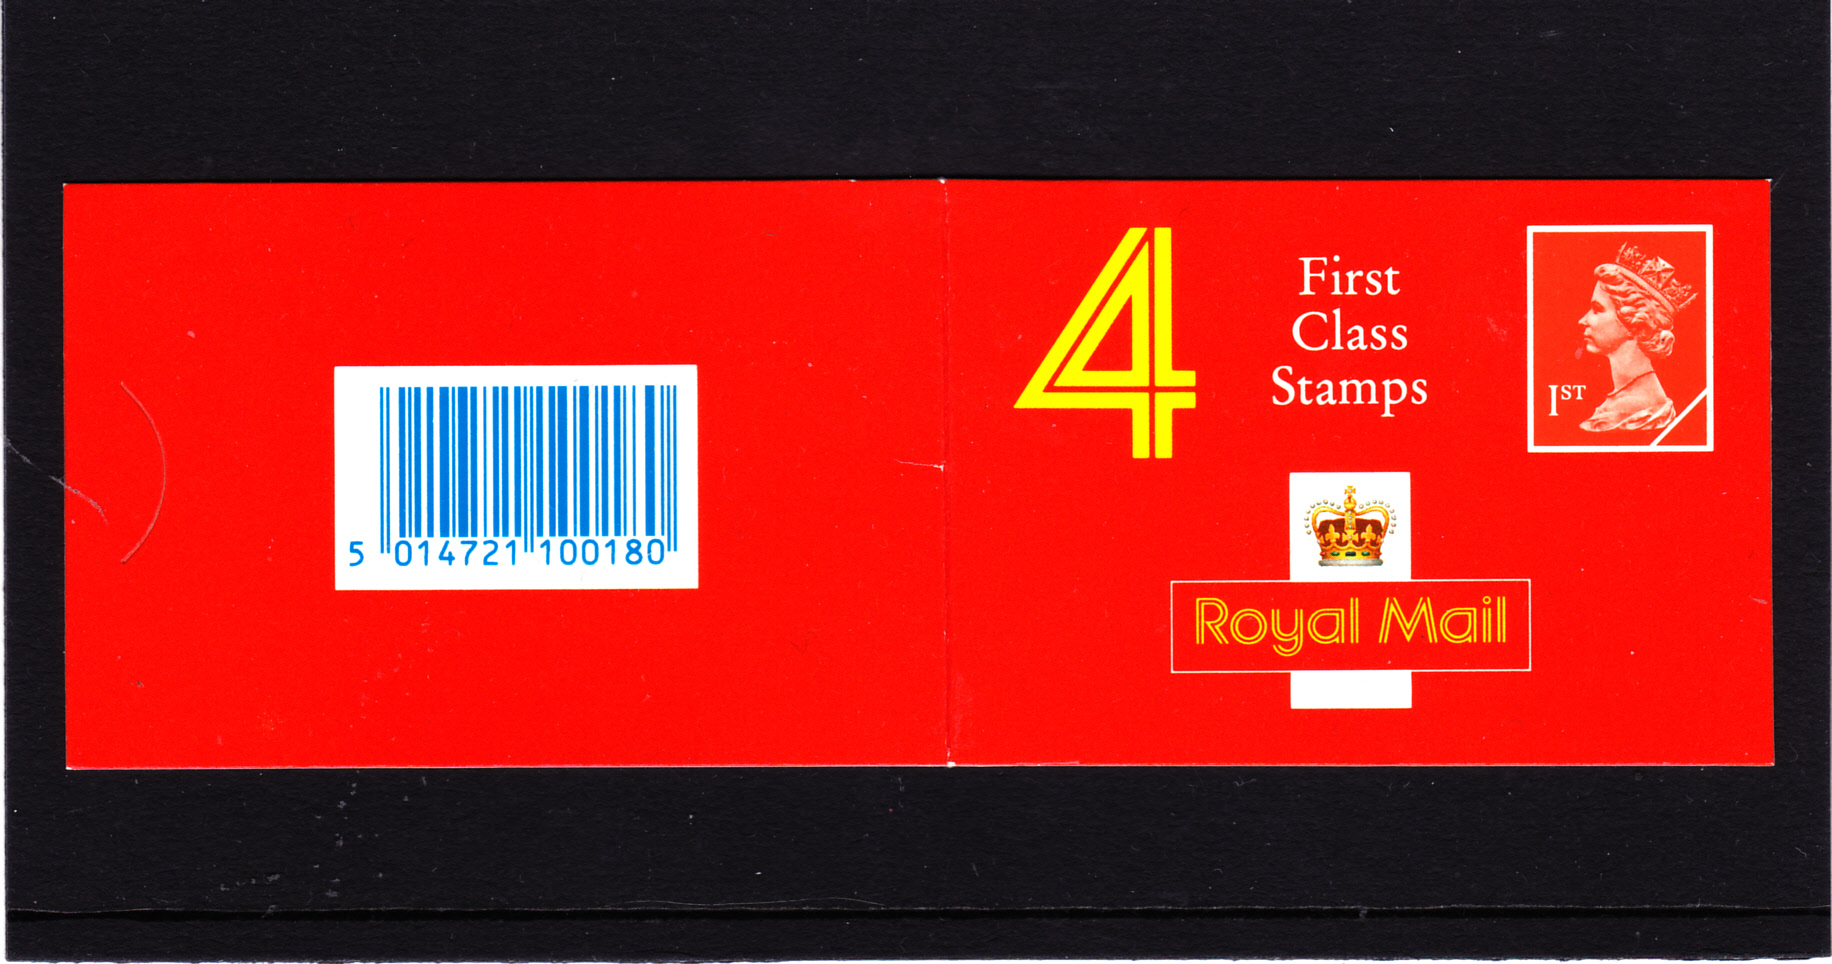 5 014721 100180
4
First
Class
Stamps
1ST
Royal Mail